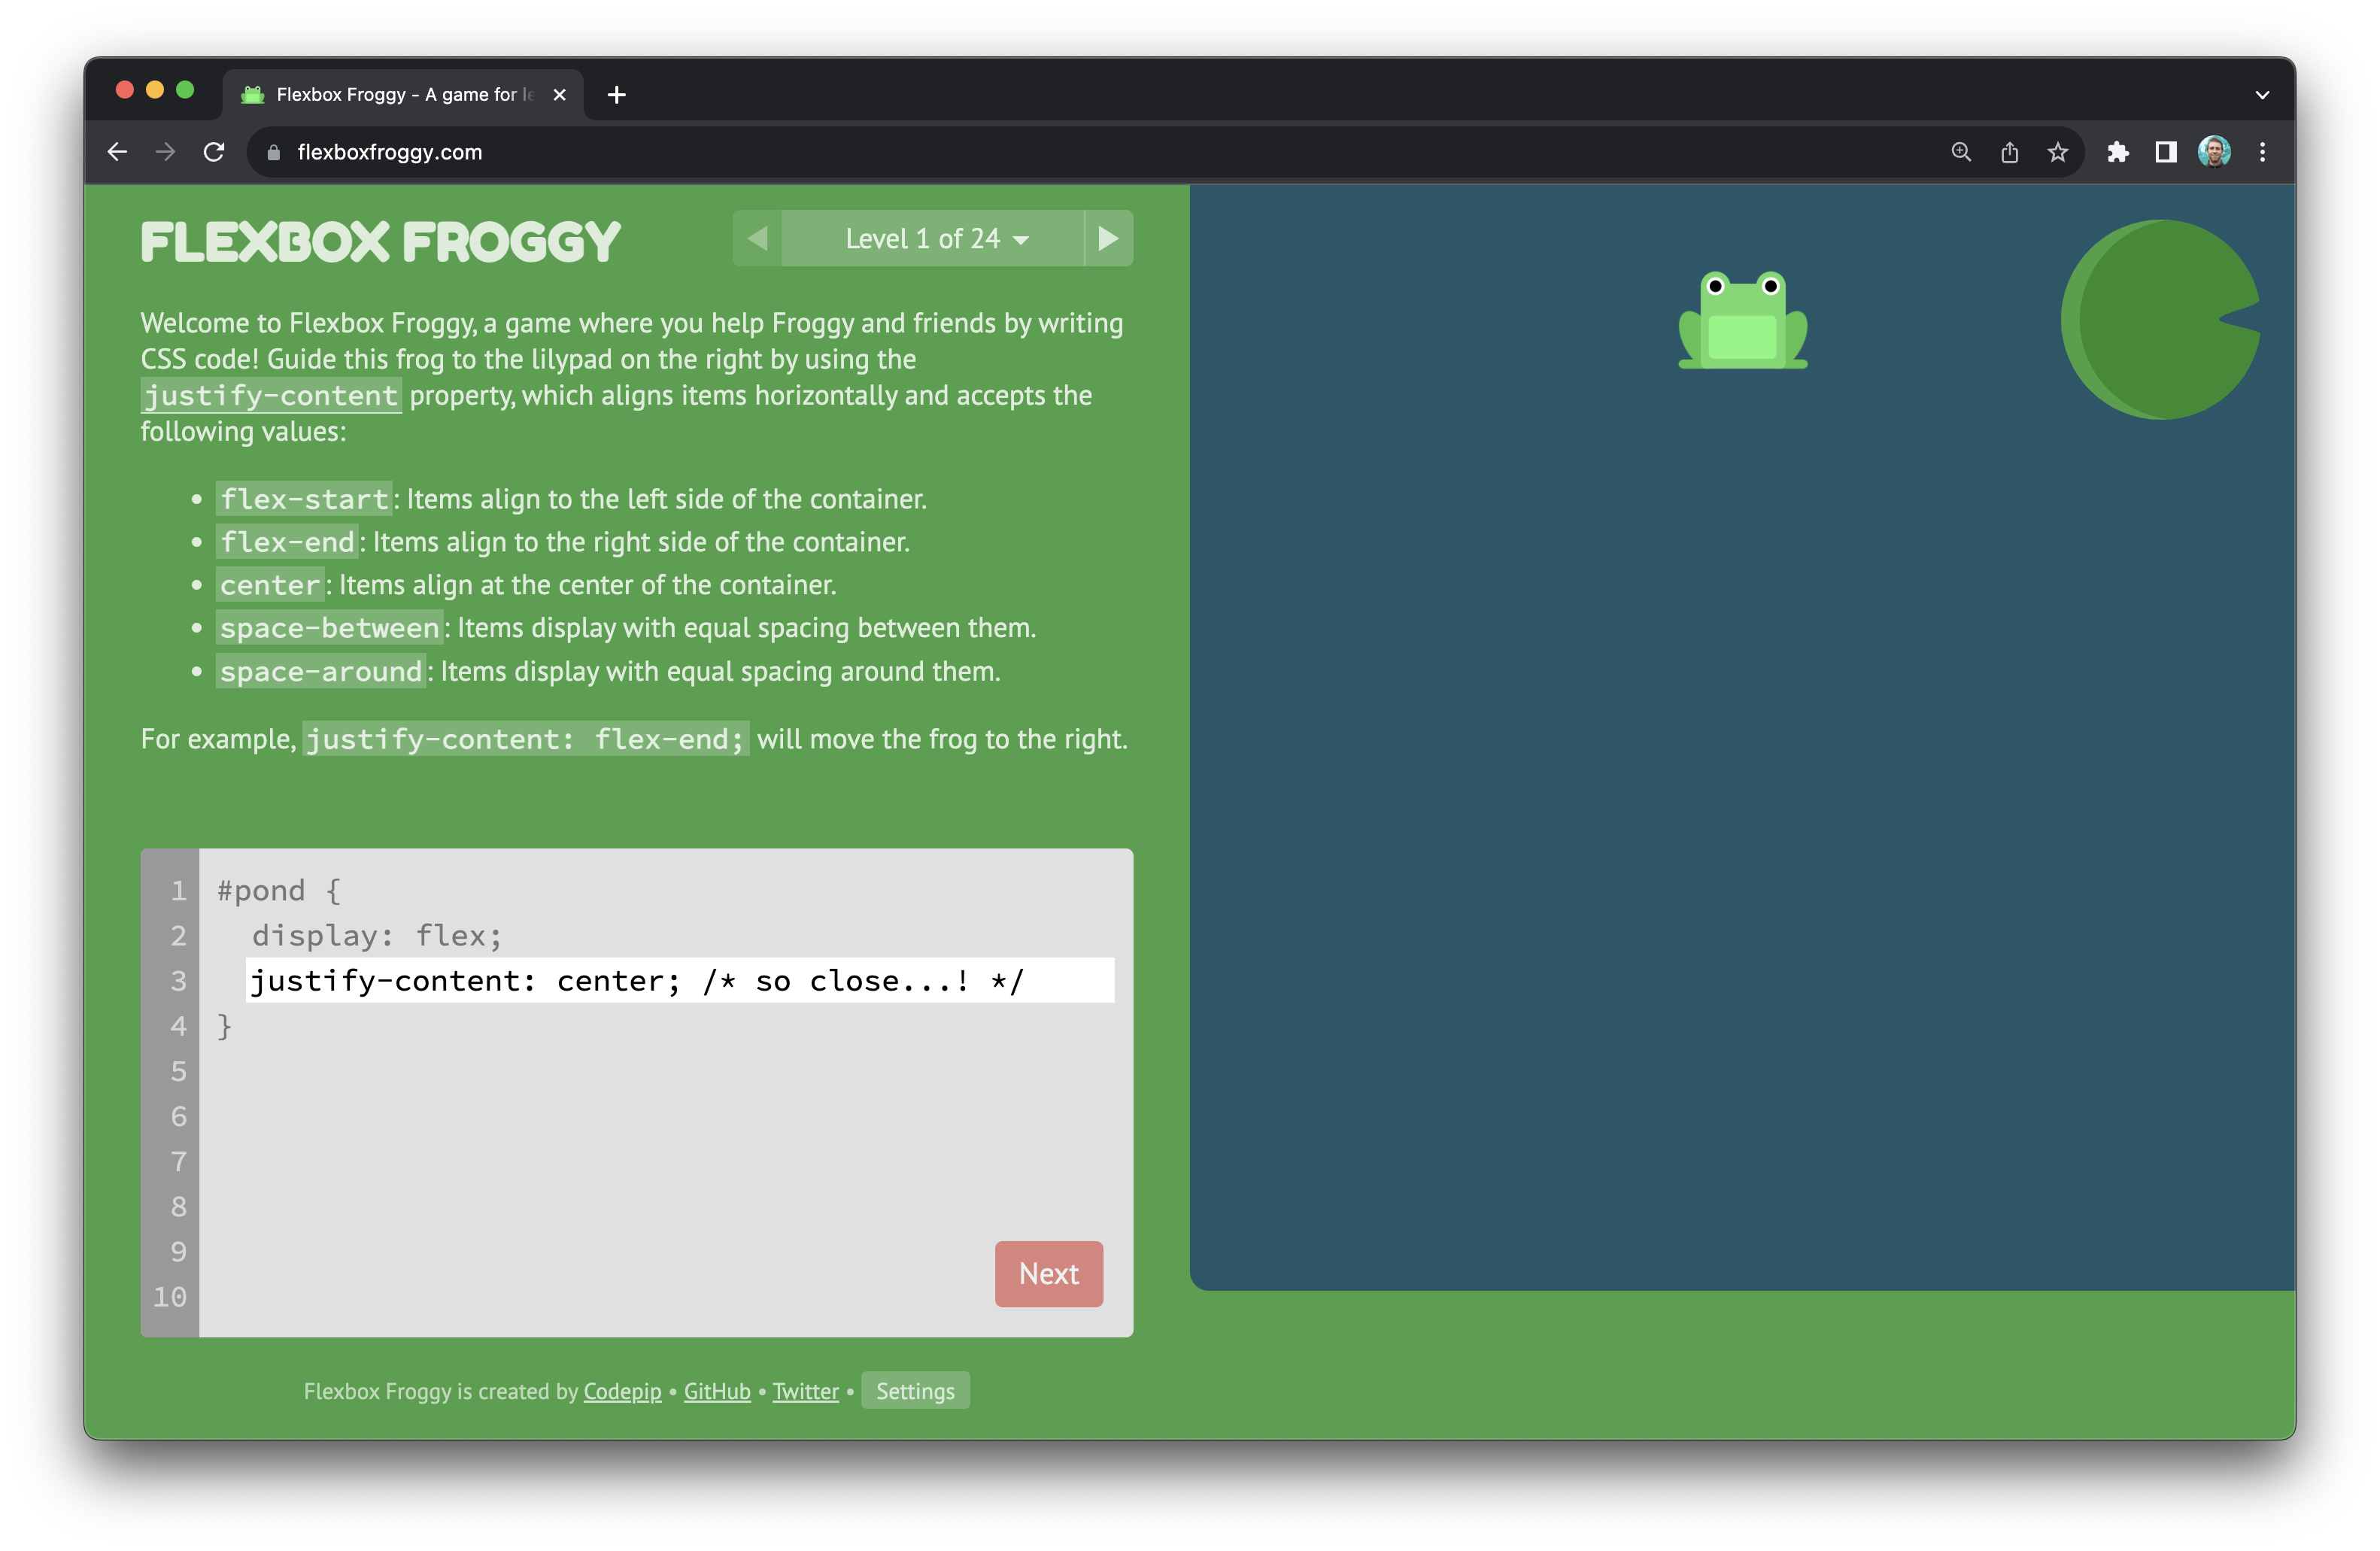 Flexbox Froggy - A game for le
flexboxfroggy.com
FLEXBOX FROGGY
Level 1 of 24
Welcome to Flexbox Froggy, a game where you help Froggy and friends by writing
CSS code! Guide this frog to the lilypad on the right by using the
justify-content property, which aligns items horizontally and accepts the
following values:
• flex-start: Items align to the left side of the container.
• flex-end: Items align to the right side of the container.
• center: Items align at the center of the container.
• space-between: Items display with equal spacing between them.
• space-around: Items display with equal spacing around them.
For example, justify-content: flex-end; will move the frog to the right.
1 #pond {
2 display: flex;
3 justify-content: center; /* so close...! */
4 }
5
6
7
8
9
10
Next
Flexbox Froggy is created by Codepip • GitHub • Twitter • Settings